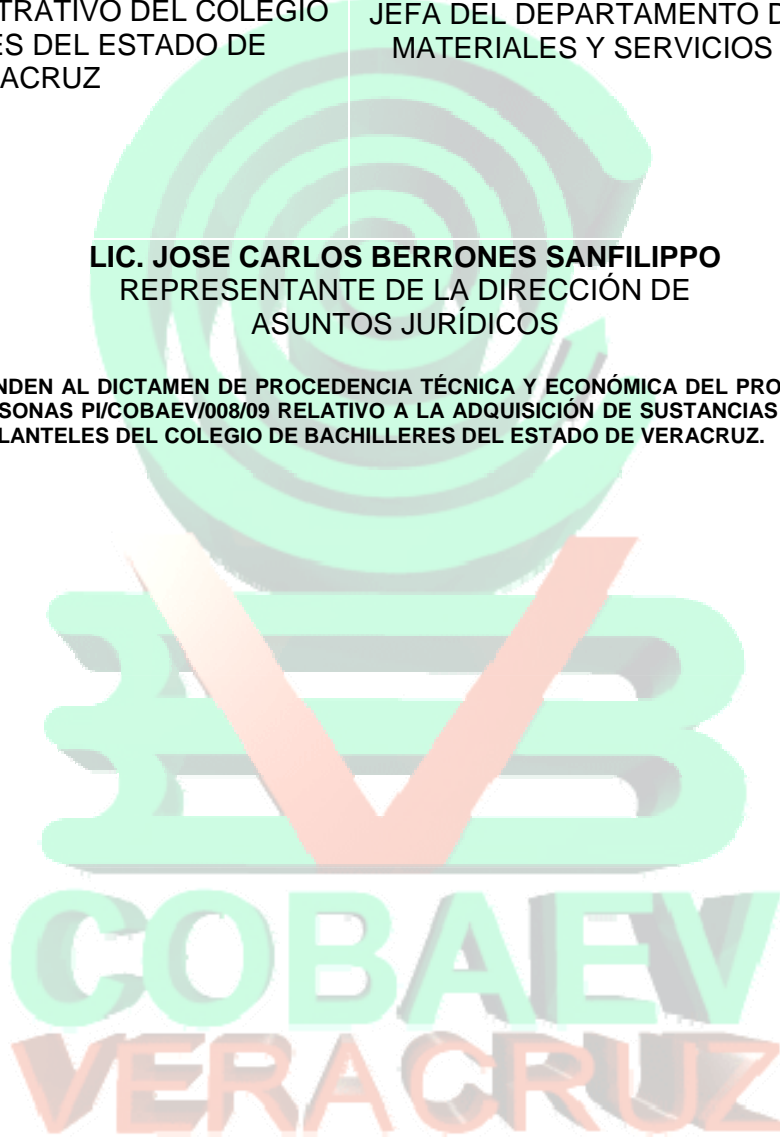 TRATIVO DEL COLEGIO
ES DEL ESTADO DE
ACRUZ
JEFA DEL DEPARTAMENTO D
MATERIALES Y SERVICIOS
LIC. JOSE CARLOS BERRONES SANFILIPPO
REPRESENTANTE DE LA DIRECCIÓN DE
ASUNTOS JURÍDICOS
NDEN AL DICTAMEN DE PROCEDENCIA TÉCNICA Y ECONÓMICA DEL PRO
SONAS PI/COBAEV/008/09 RELATIVO A LA ADQUISICIÓN DE SUSTANCIAS
LANTELES DEL COLEGIO DE BACHILLERES DEL ESTADO DE VERACRUZ.
COBAEV
VERACRUZ